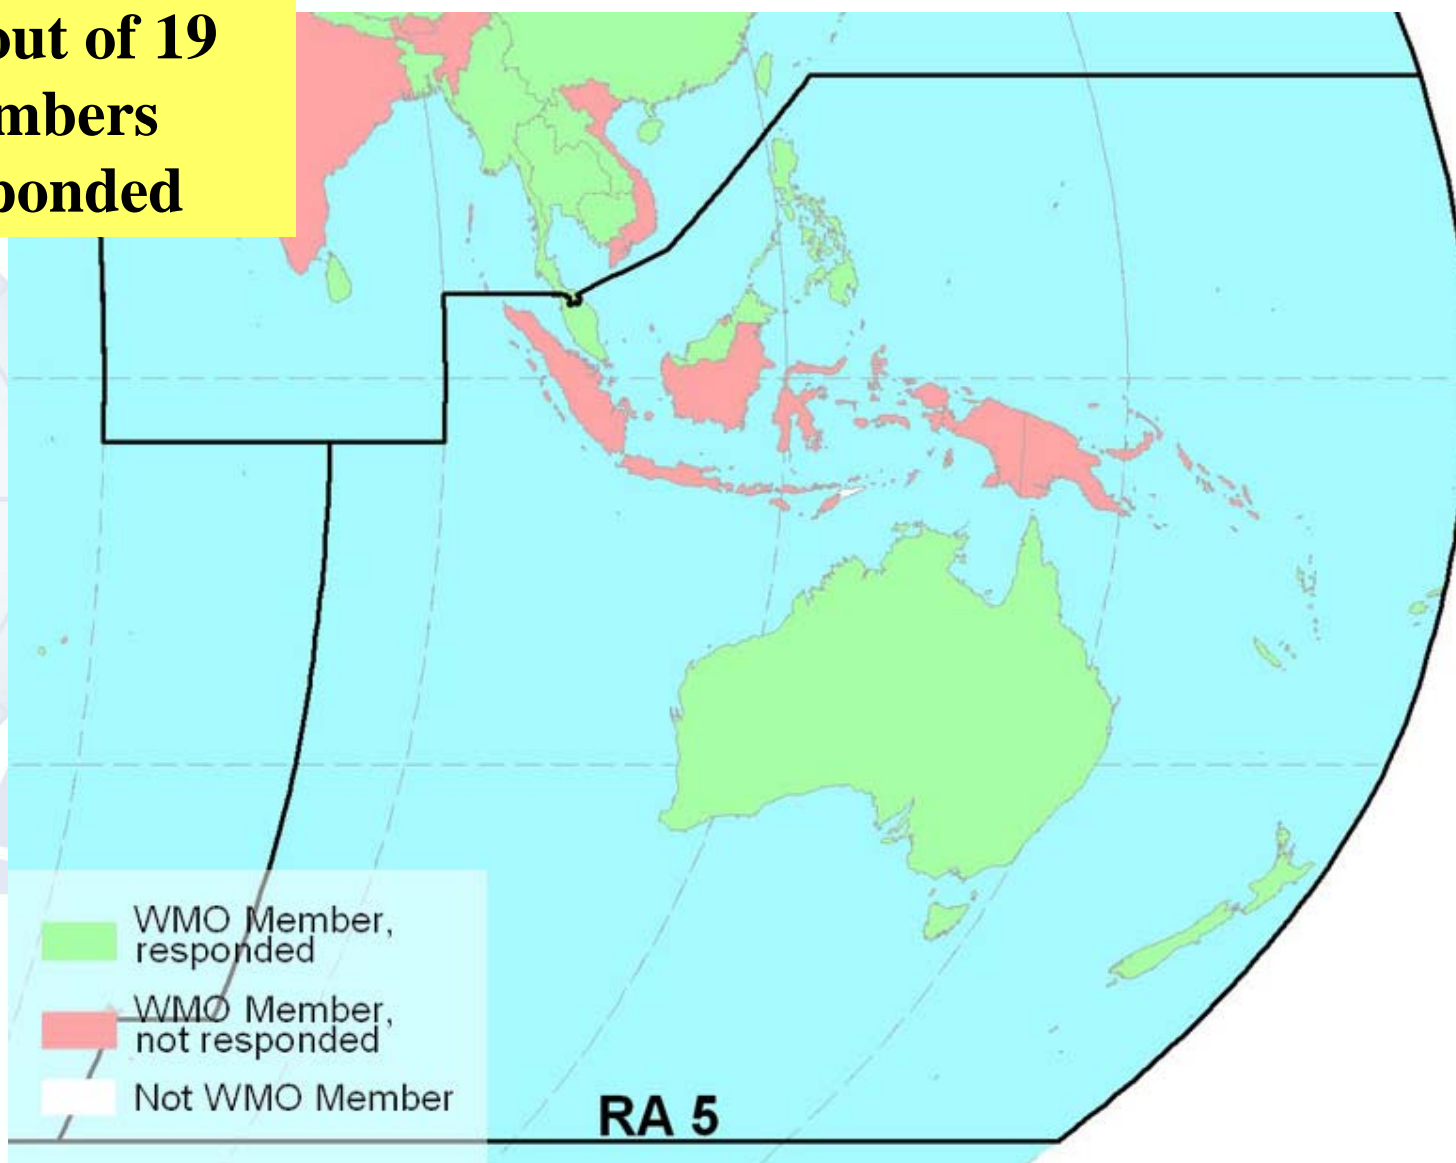 out of 19
mbers
ponded
WMO Member,
responded
WMO Member,
not responded
Not WMO Member
RA 5